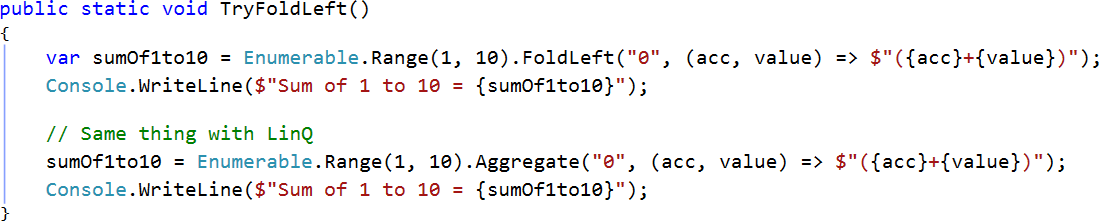 public static void TryFoldLeft()
{
var sumOf1to10 = Enumerable.Range(1, 10).FoldLeft("0", (acc, value) => $"({acc}+{value})");
Console.WriteLine($"Sum of 1 to 10 = {sumOf1to10}");
// Same thing with LinQ
sumOf1to10 = Enumerable.Range(1, 10).Aggregate("0", (acc, value) => $"({acc}+{value})");
Console.WriteLine($"Sum of 1 to 10 = {sumOf1to10}");
}